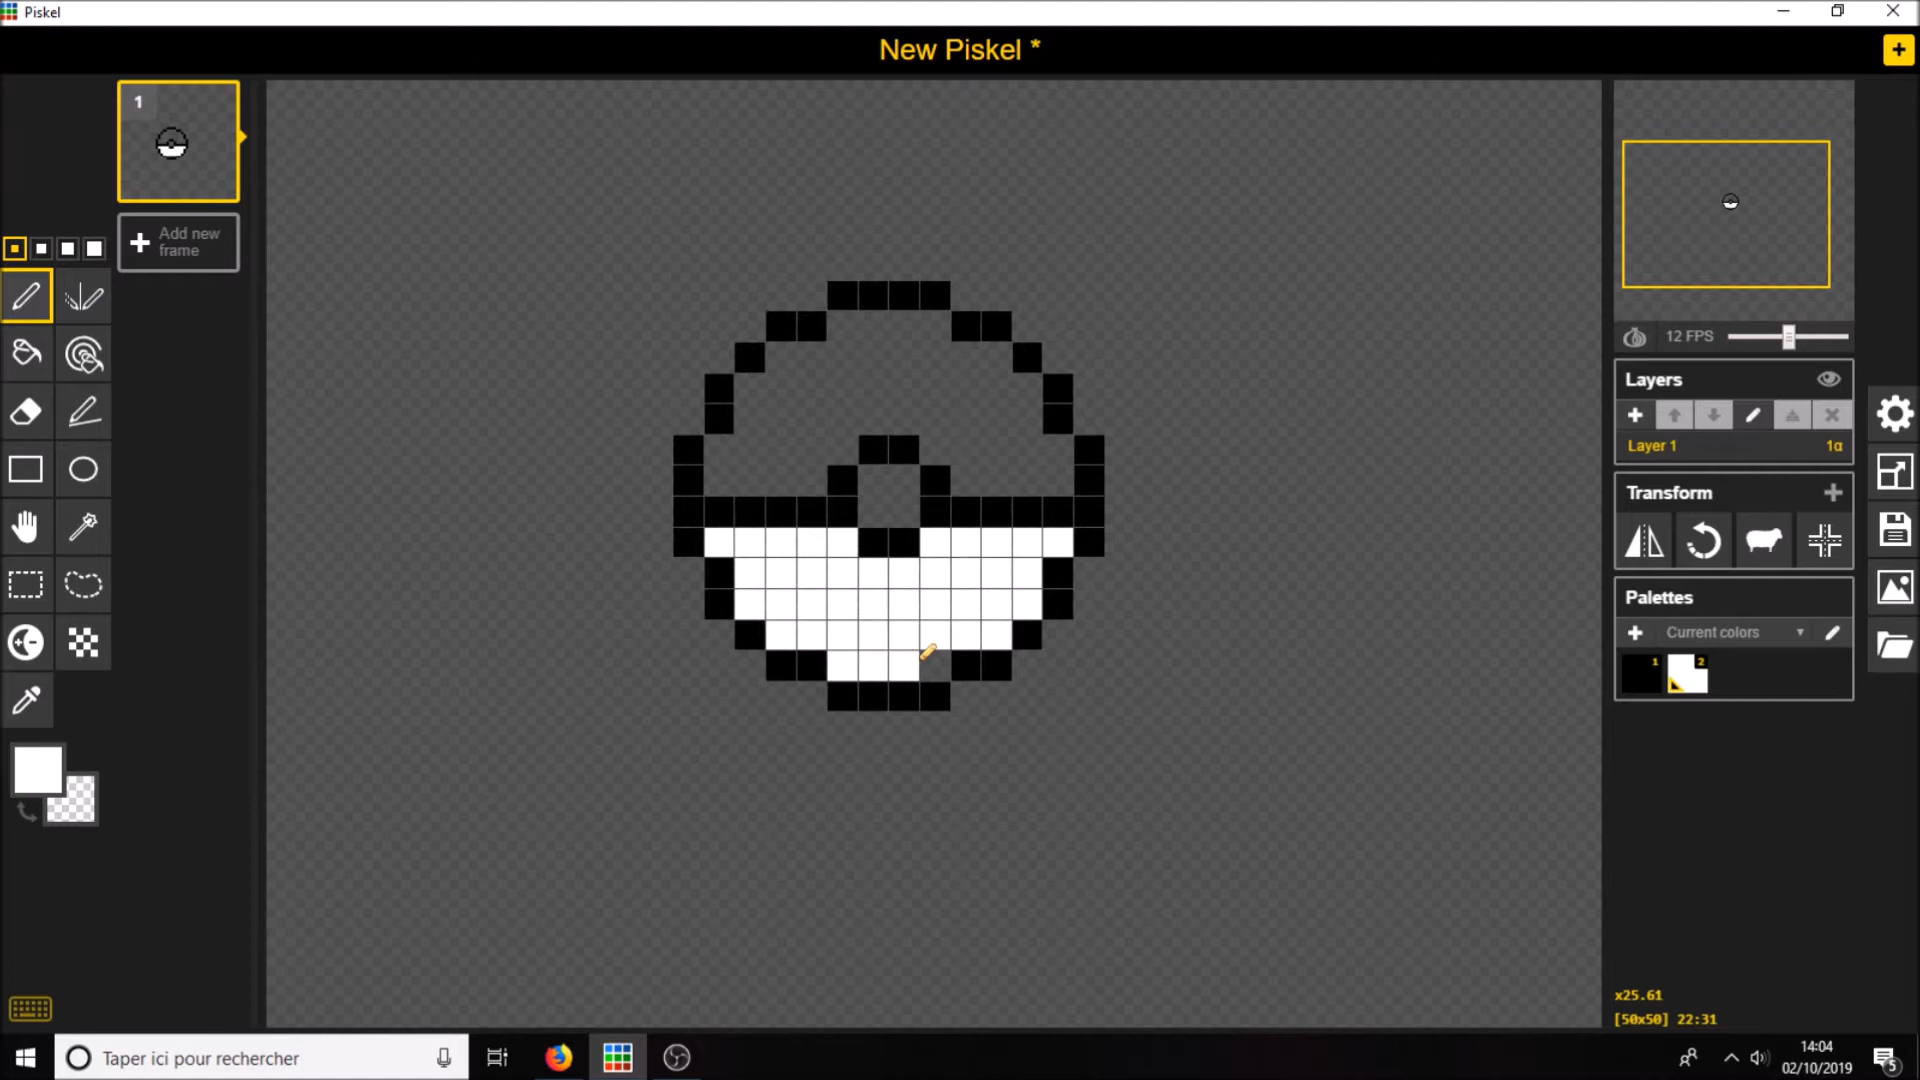 Piskel
New Piskel *
1
Add new
frame
12 FPS
Layers
Layer 1
1α
Transform
Palettes
Current colors
1
2
x25.61
[50x50] 22:31
Taper ici pour rechercher
14:04
02/10/2019
5